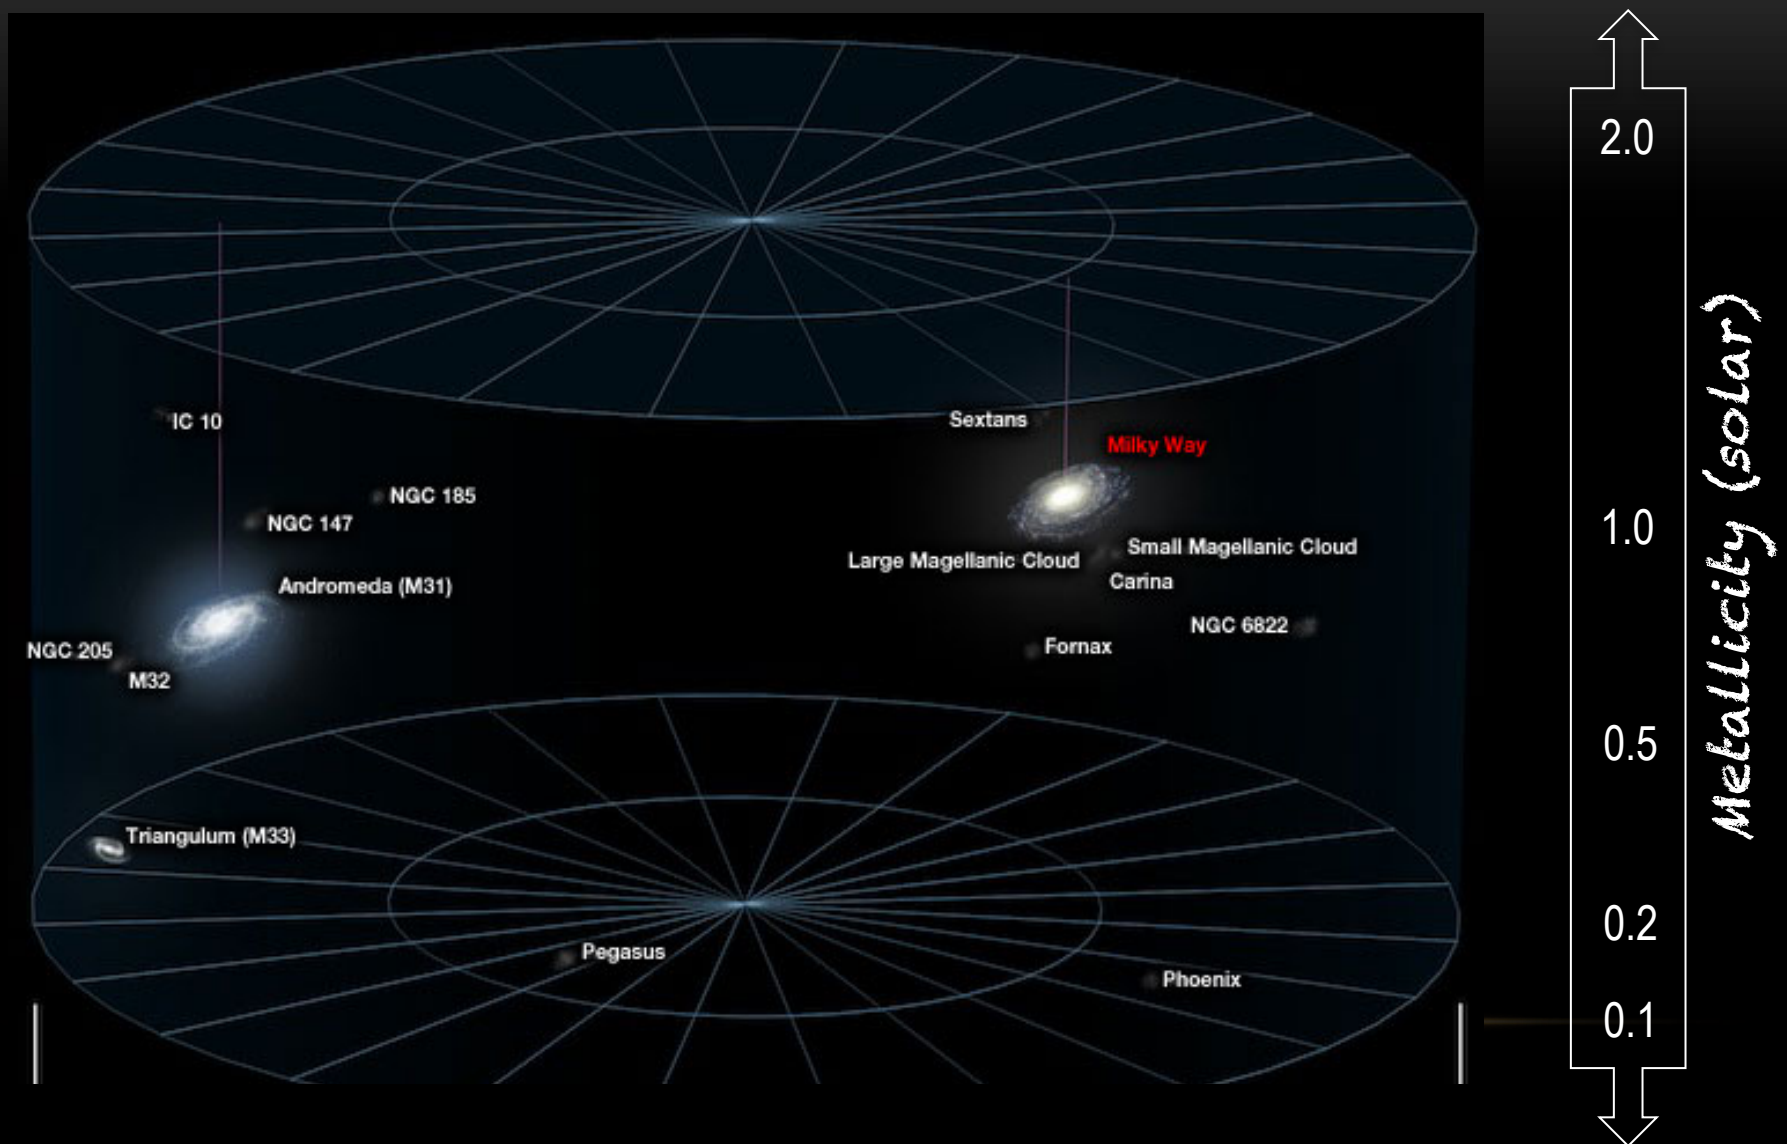 IC 10
Sextans
Milky Way
NGC 185
NGC 147
Large Magellanic Cloud
Small Magellanic Cloud
Carina
Andromeda (M31)
NGC 6822
NGC 205
Fornax
M32
Triangulum (M33)
Pegasus
Phoenix
2.0
1.0
0.5
0.2
0.1
Metallicity (solar)